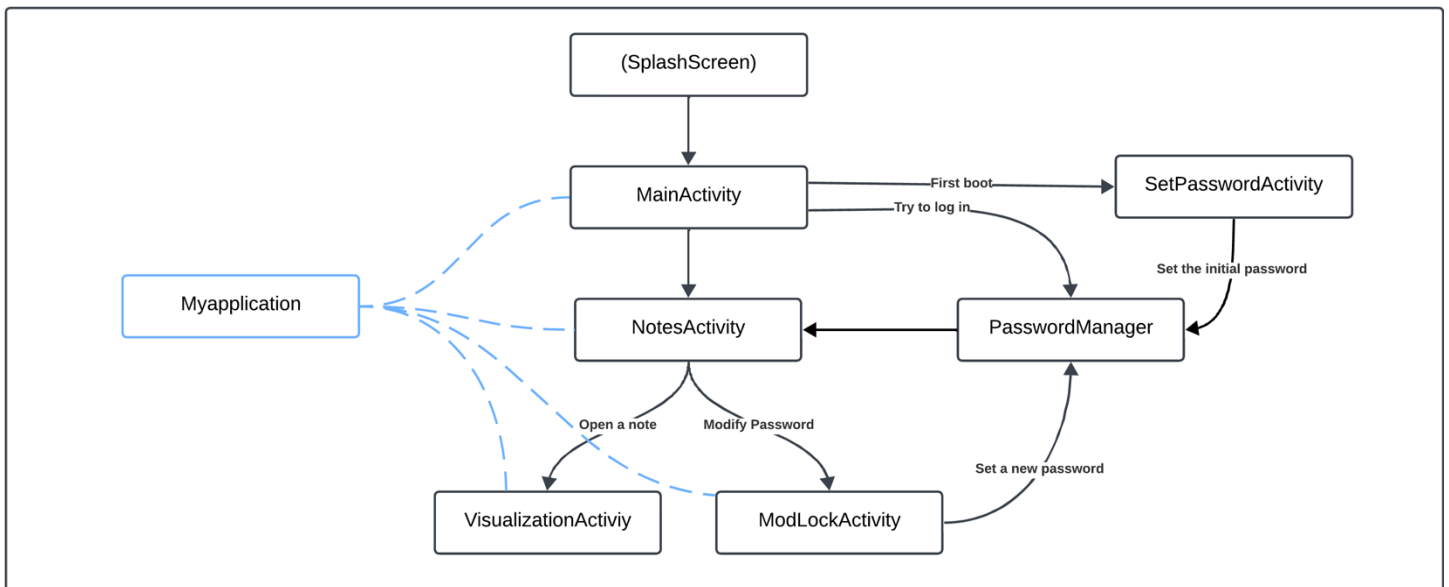 (SplashScreen)
MainActivity
First boot
SetPasswordActivity
Try to log in
Set the initial password
Myapplication
NotesActivity
PasswordManager
Open a note
Modify Password
Set a new password
VisualizationActiviy
ModLockActivity